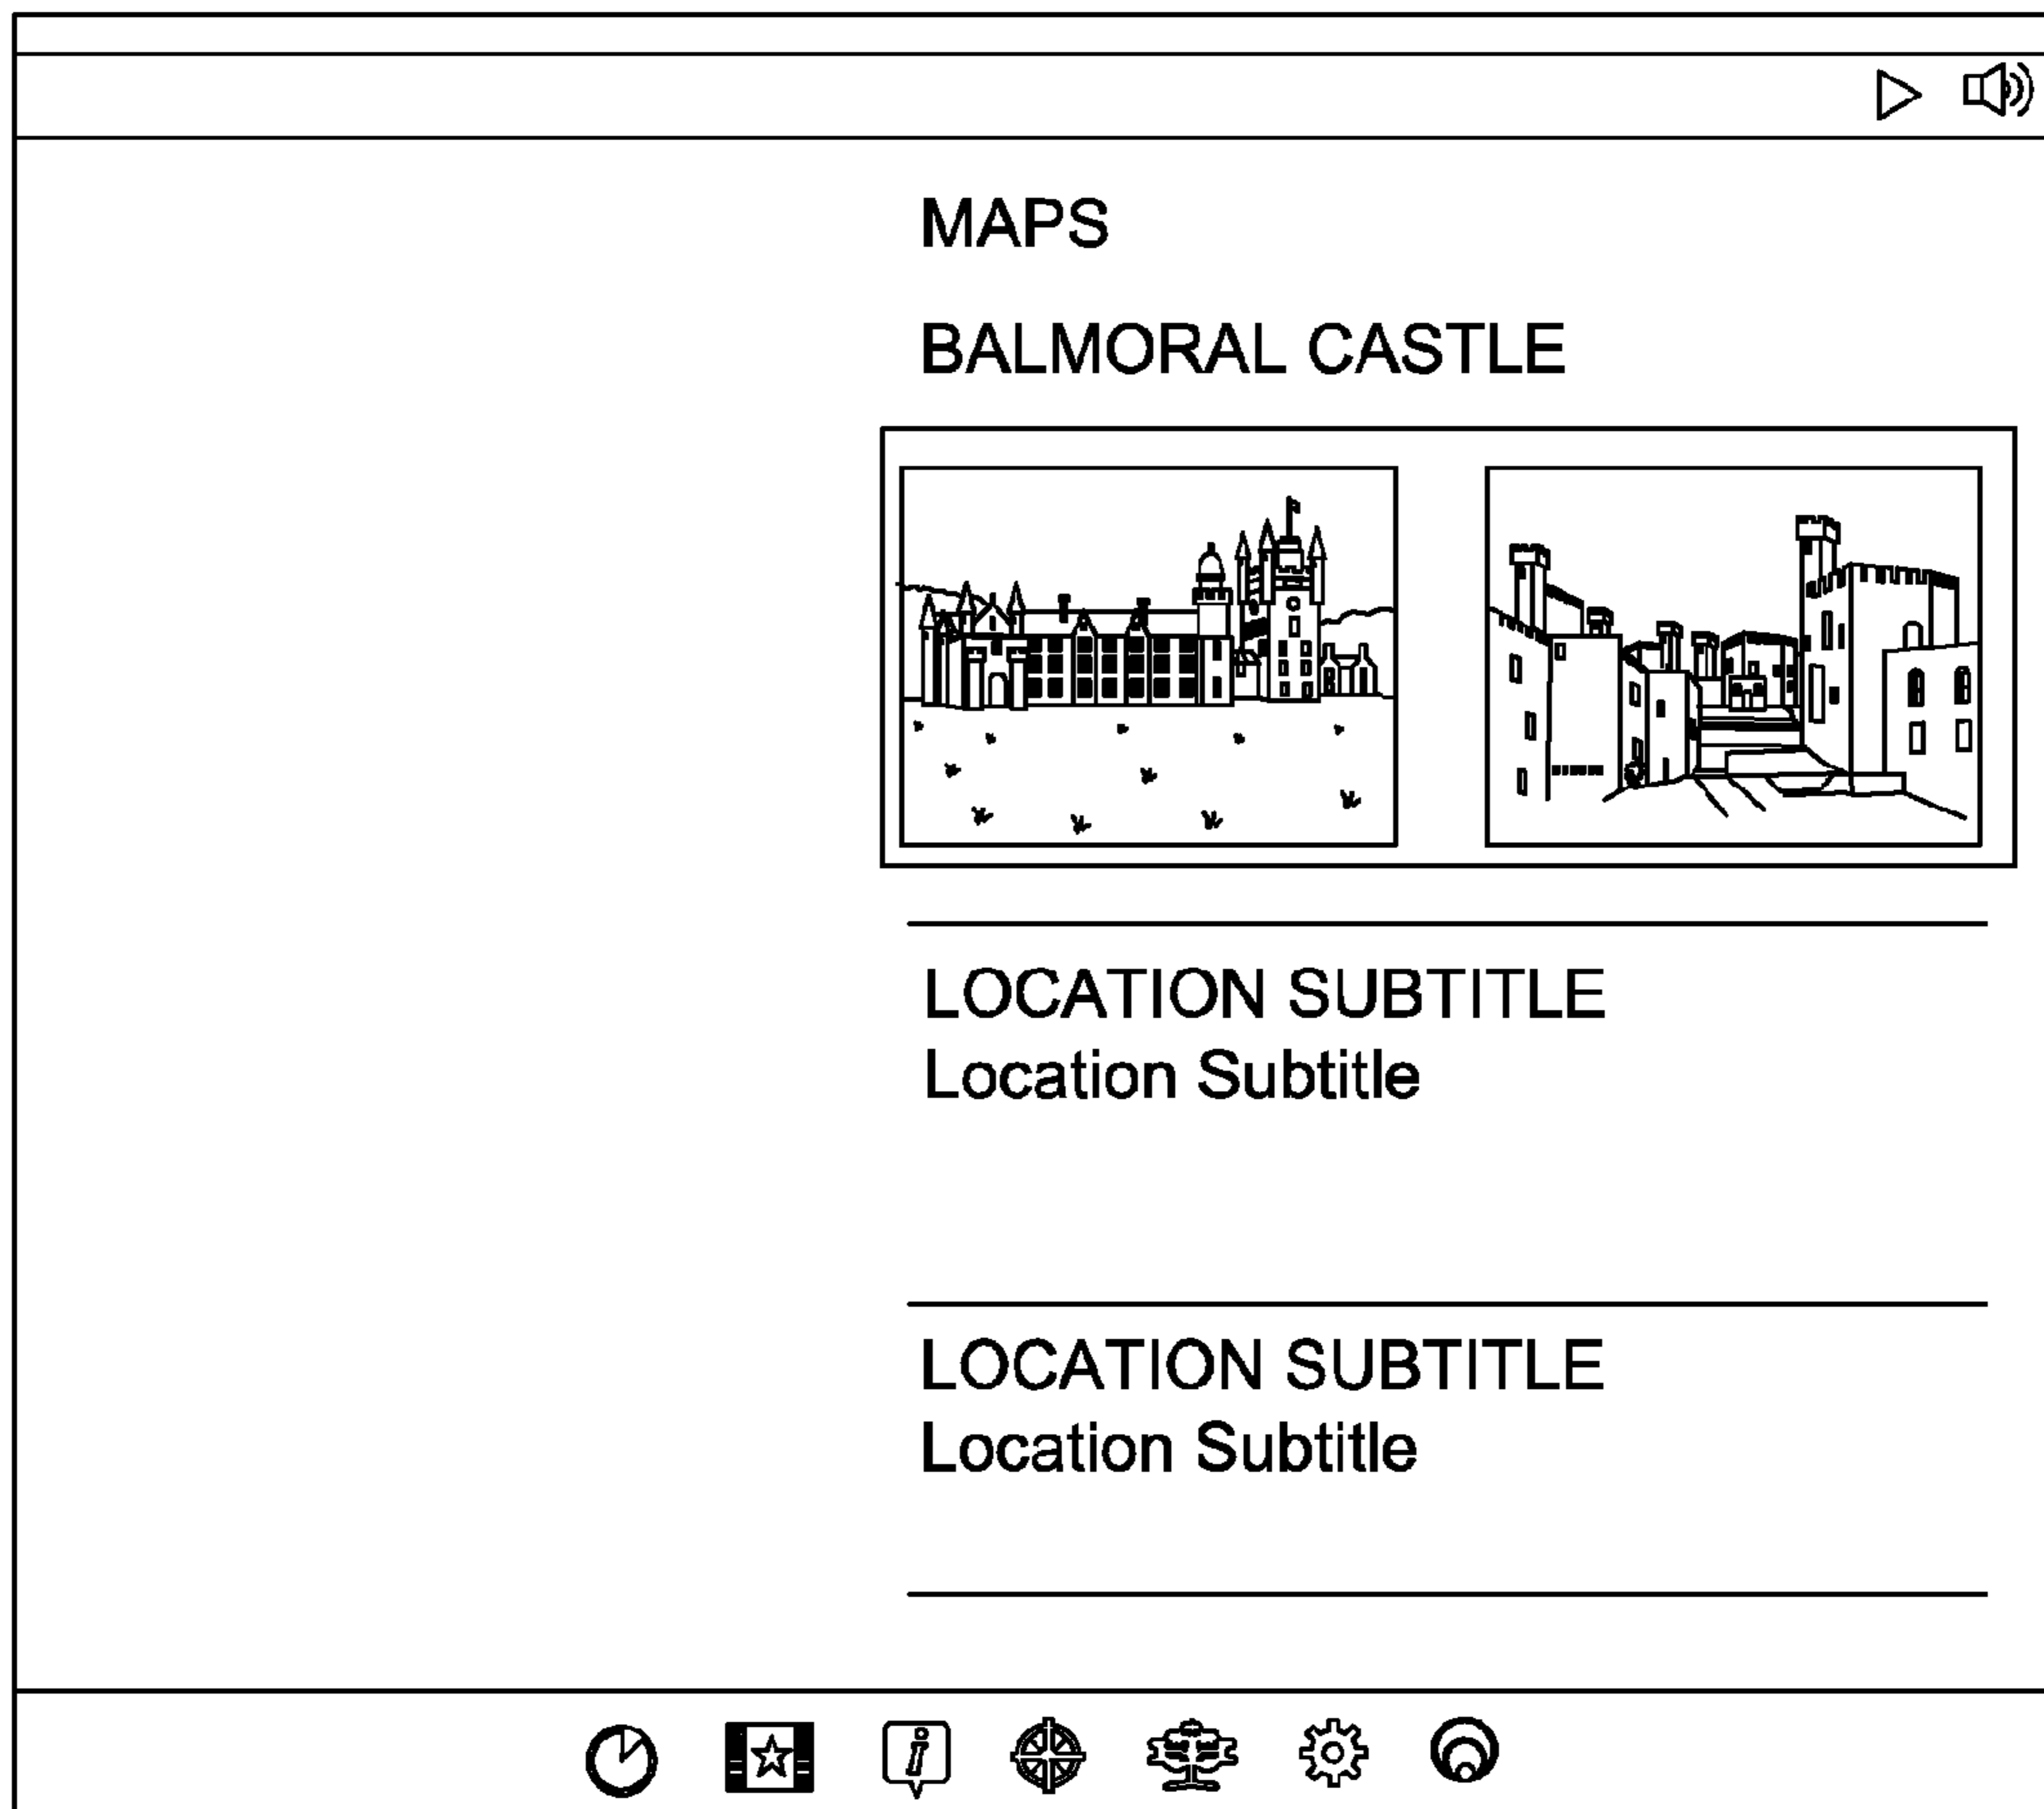 MAPS
BALMORAL CASTLE
LOCATION SUBTITLE
Location Subtitle
LOCATION SUBTITLE
Location Subtitle
i